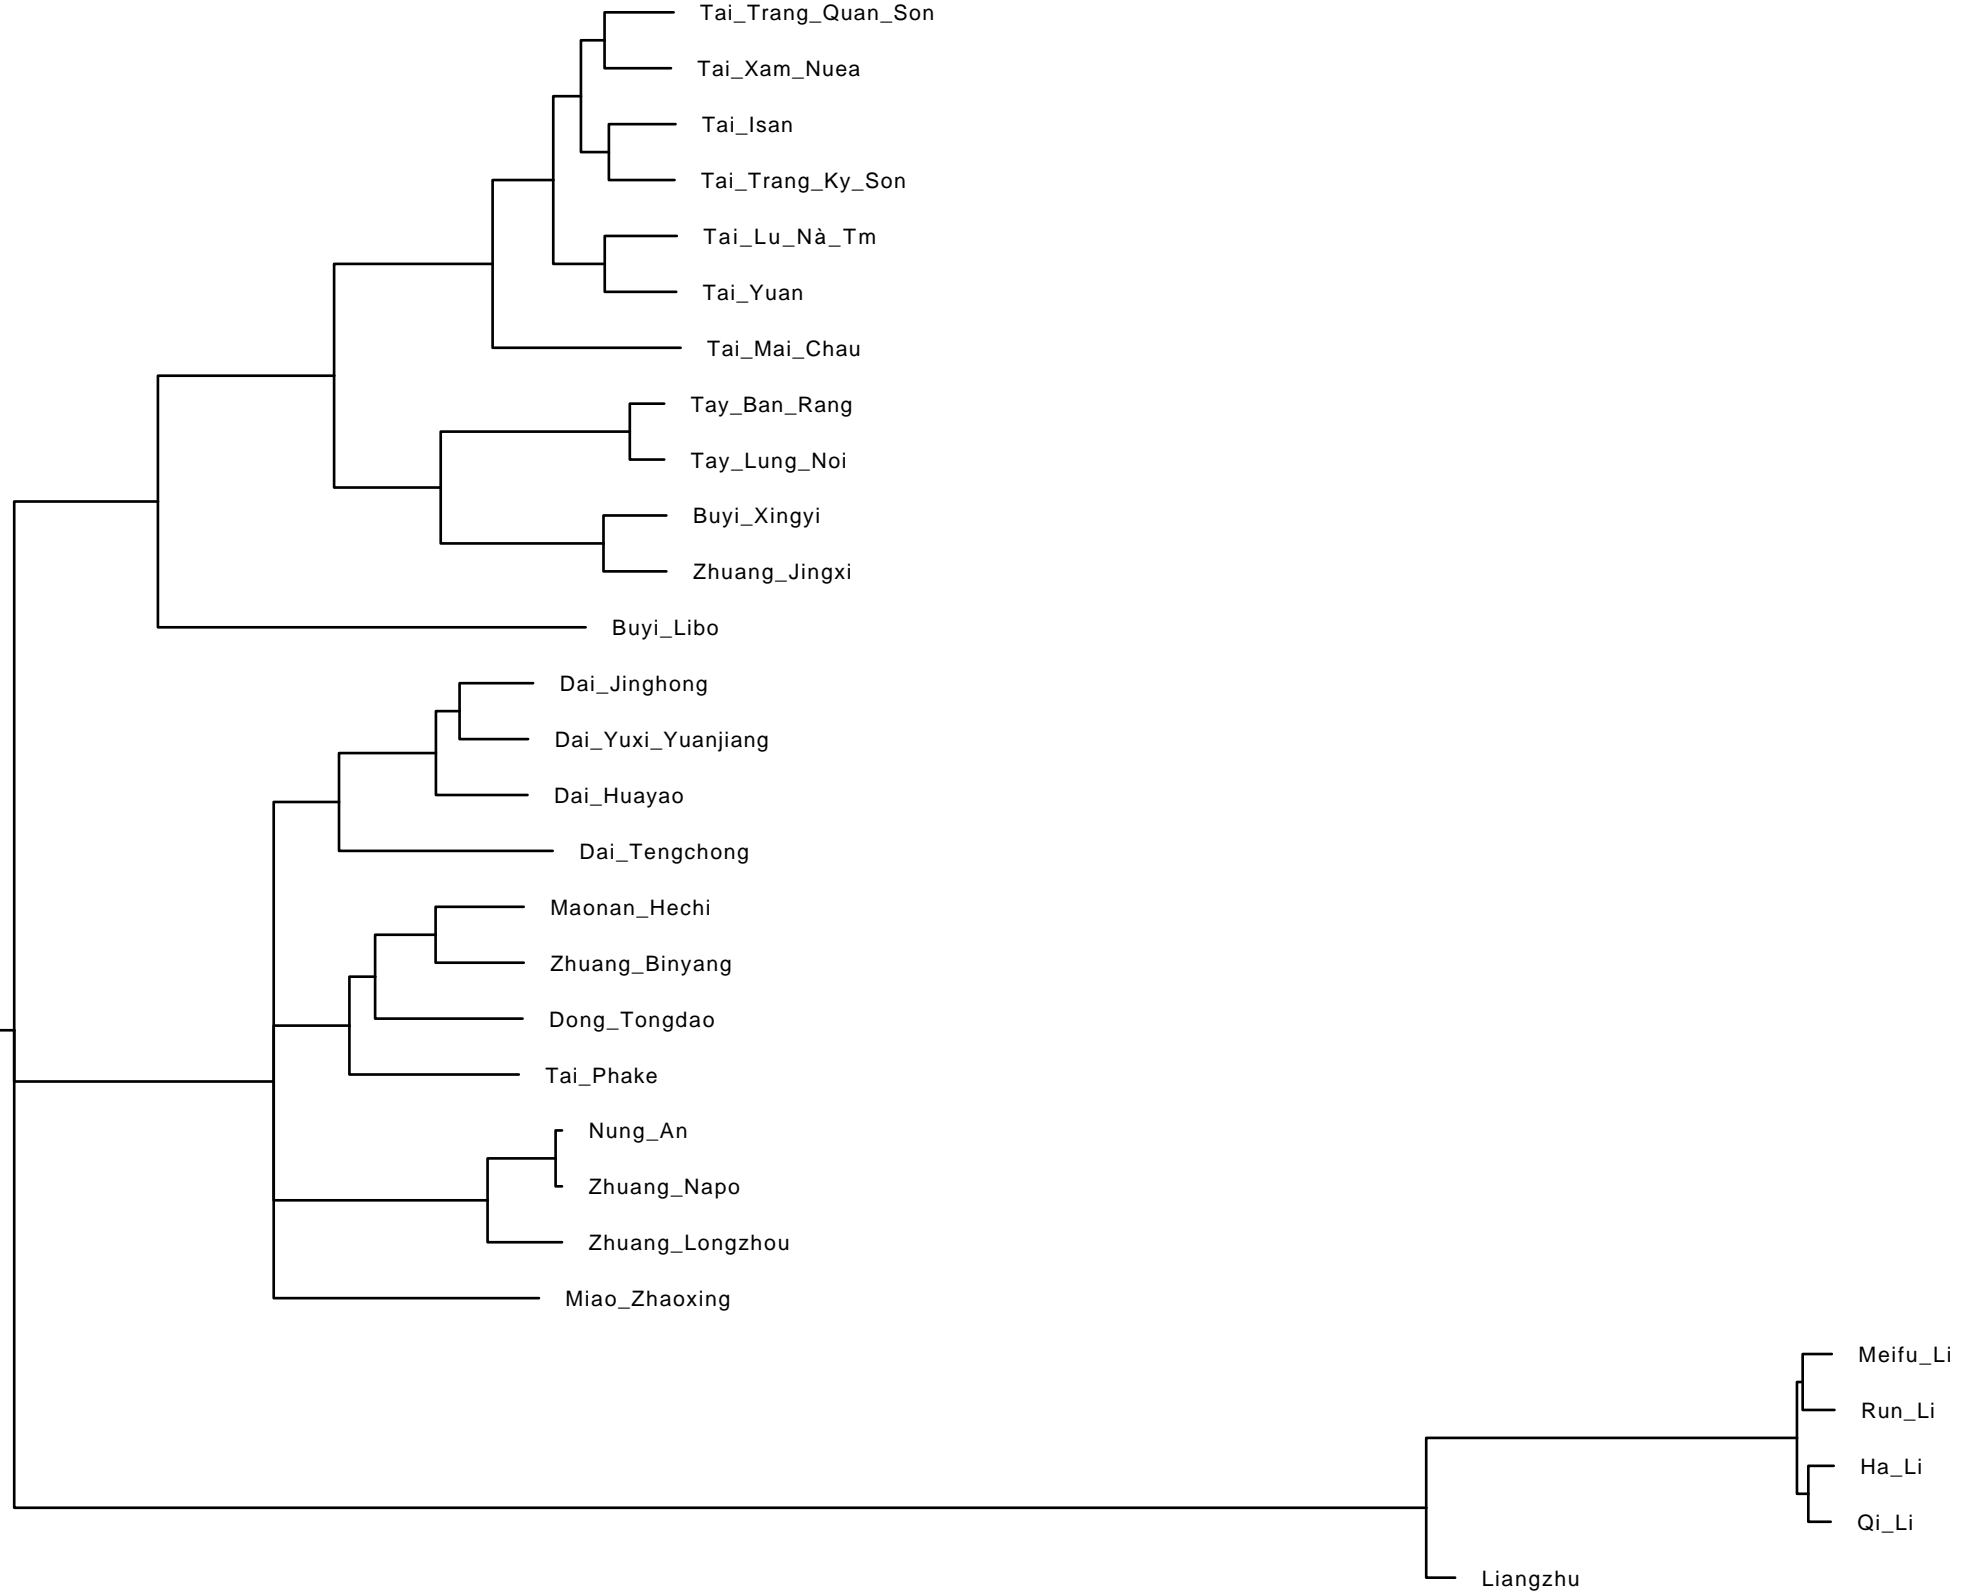 Tai_Trang_Quan_Son
Tai_Xam_Nuea
Tai_Isan
Tai_Trang_Ky_Son
Tai_Lu_Nà_Tm
Tai_Yuan
Tai_Mai_Chau
Tay_Ban_Rang
Tay_Lung_Noi
Buyi_Xingyi
Zhuang_Jingxi
Buyi_Libo
Dai_Jinghong
Dai_Yuxi_Yuanjiang
Dai_Huayao
Dai_Tengchong
Maonan_Hechi
Zhuang_Binyang
Dong_Tongdao
Tai_Phake
Nung_An
Zhuang_Napo
Zhuang_Longzhou
Miao_Zhaoxing
Meifu_Li
Run_Li
Ha_Li
Qi_Li
Liangzhu